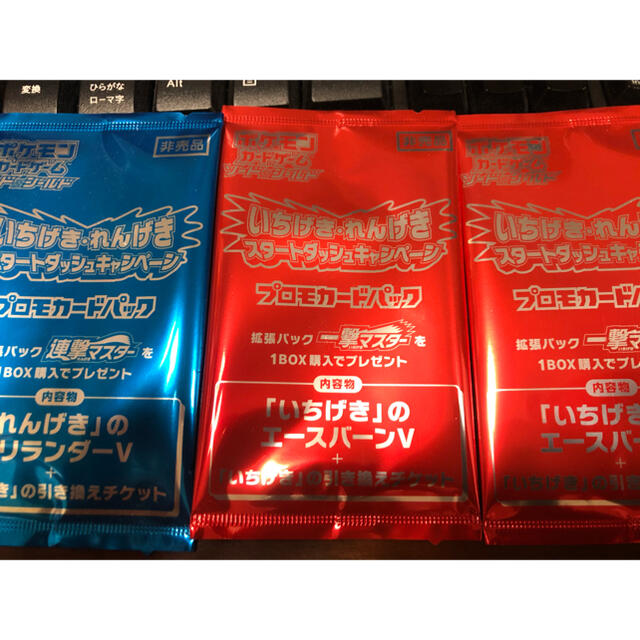 変換
ひらがな
ローマ字
Alt
ポケモン
カードゲーム
ソード&シールド
非売品
いちげき・れんげき
スタートダッシュキャンペーン
プロモカードパック
張パック 連撃マスター を
1BOX購入でプレゼント
内容物
れんげき」の
リランダーV
+
き」の引き換えチケット
ポケモン
カードゲーム
ソード&シールド
非売品
いちげき・れんげき
スタートダッシュキャンペーン
プロモカードパック
拡張パック 一撃マスター を
1BOX購入でプレゼント
内容物
「いちげき」の
エースバーンV
+
「いちげき」の引き換えチケット
ポケモン
カードゲーム
ソード&シールド
いちげき・れんげき
スタートダッシュキャンペ
プロモカードパ
拡張パック 一撃マス
1BOX購入でプレゼン
内容物
「いちげき」
エースバーン
+
「いちげき」の引き換え